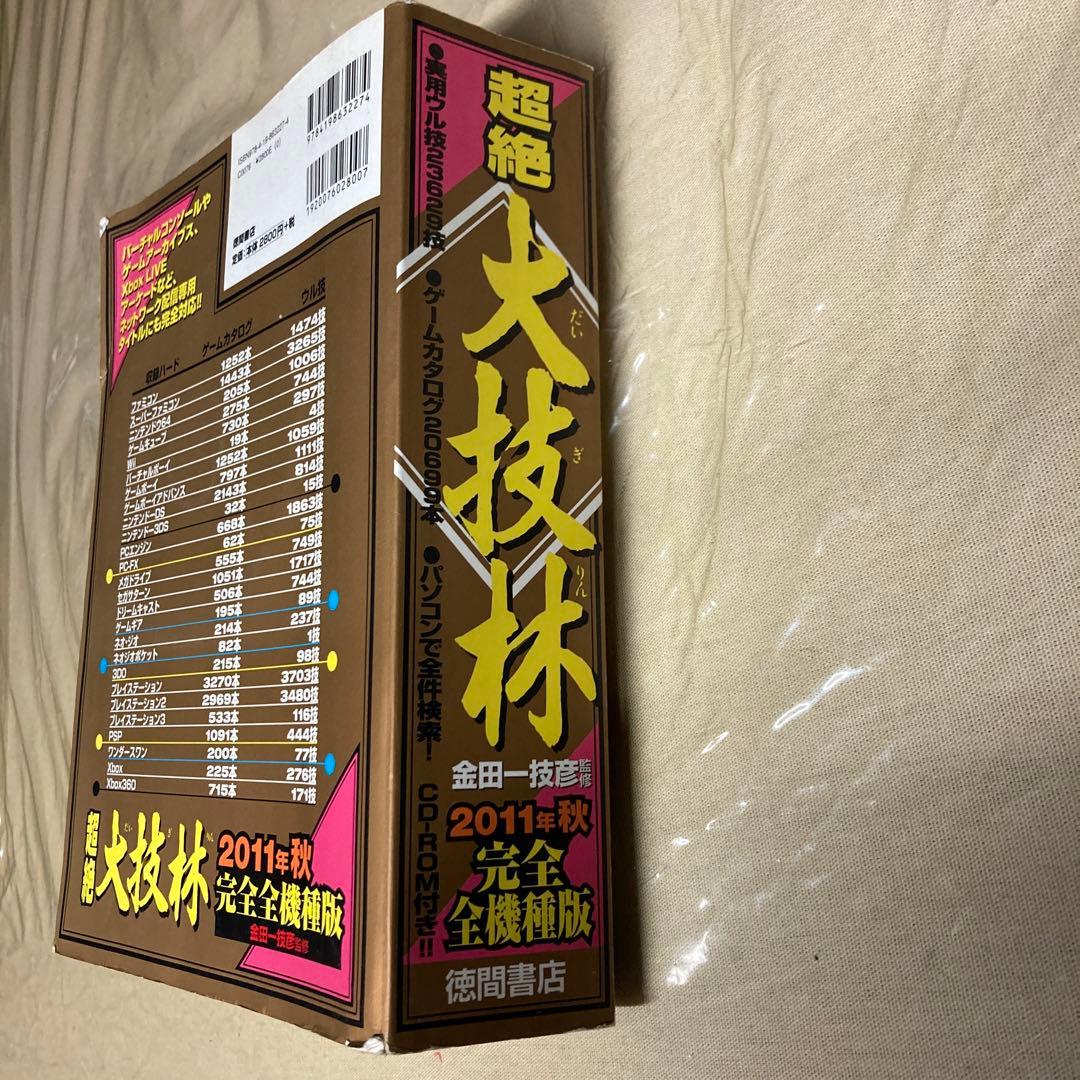 ISBN978-4-19-863227-4
C0076 ¥2800E (0)
9784198632274
1920076028007
徳間書店
定価:本体2800円+税
バーチャルコンソールや
ゲームアーカイブス、
Xbox LIVE
アーケードなど、
ネットワーク配信専用
タイトルにも完全対応!!
収録ハード ゲームカタログ ウル技
ファミコン 1252本 1474技
スーパーファミコン 1443本 3265技
ニンテンドウ64 205本 1006技
ゲームキューブ 275本 744技
Wii 730本 297技
バーチャルボーイ 19本 4技
ゲームボーイ 1252本 1059技
ゲームボーイアドバンス 797本 1111技
ニンテンドーDS 2143本 814技
ニンテンドー3DS 32本 15技
PCエンジン 668本 1863技
PC-FX 62本 75技
メガドライブ 555本 749技
セガサターン 1051本 1717技
ドリームキャスト 506本 744技
ゲームギア 195本 89技
ネオ・ジオ 214本 237技
ネオジオポケット 82本 1技
3DO 215本 98技
プレイステーション 3270本 3703技
プレイステーション2 2969本 3480技
プレイステーション3 533本 116技
PSP 1091本 444技
ワンダースワン 200本 77技
Xbox 225本 276技
Xbox360 715本 171技
超絶
だいぎりん
大技林
2011年秋
完全全機種版
金田一技彦監修
●実用ウル技23629技 ●ゲームカタログ20699本 ●パソコンで全件検索! CD-ROM付き!!
超絶
大技林
だいぎりん
金田一技彦監修
2011年秋
完全
全機種版
徳間書店